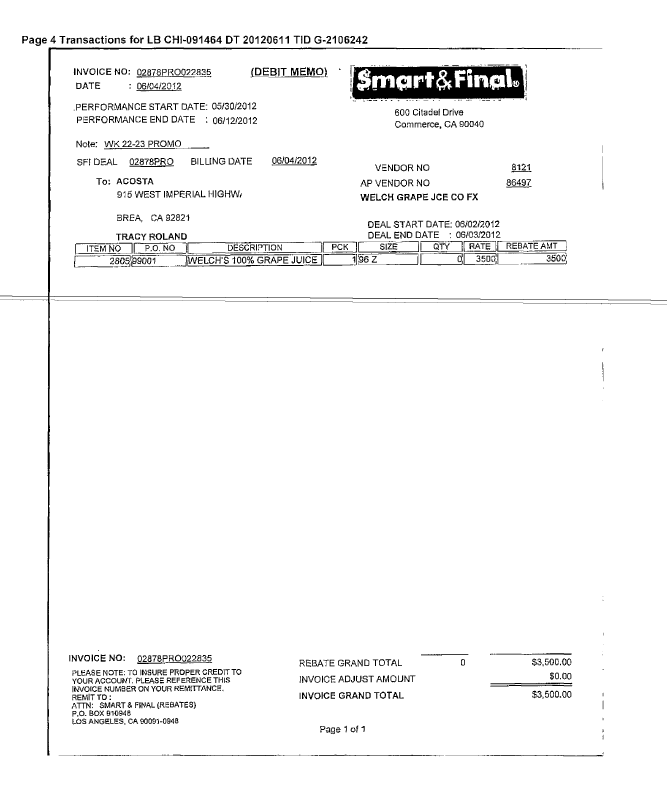 Page 4 Transactions for LB CHI-091464 DT 20120611 TID G-2106242
INVOICE NO: 02878PRO022835 (DEBIT MEMO)
DATE : 06/04/2012
Smart&Final®
PERFORMANCE START DATE: 05/30/2012
PERFORMANCE END DATE : 06/12/2012
600 Citadel Drive
Commerce, CA 90040
Note: WK 22-23 PROMO
SFI DEAL 02878PRO BILLING DATE 06/04/2012
VENDOR NO 8121
To: ACOSTA
AP VENDOR NO 86497
915 WEST IMPERIAL HIGHW
WELCH GRAPE JCE CO FX
BREA, CA 92821
DEAL START DATE: 06/02/2012
DEAL END DATE : 06/03/2012
TRACY ROLAND
ITEM NO P.O. NO DESCRIPTION PCK SIZE QTY RATE REBATE AMT
2805 99001 WELCH'S 100% GRAPE JUICE 1 96 Z 0 3500 3500
INVOICE NO: 02878PRO022835
PLEASE NOTE: TO INSURE PROPER CREDIT TO
YOUR ACCOUNT. PLEASE REFERENCE THIS
INVOICE NUMBER ON YOUR REMITTANCE.
REMIT TO :
ATTN: SMART & FINAL (REBATES)
P.O. BOX 910948
LOS ANGELES, CA 90091-0948
REBATE GRAND TOTAL 0 $3,500.00
INVOICE ADJUST AMOUNT $0.00
INVOICE GRAND TOTAL $3,500.00
Page 1 of 1